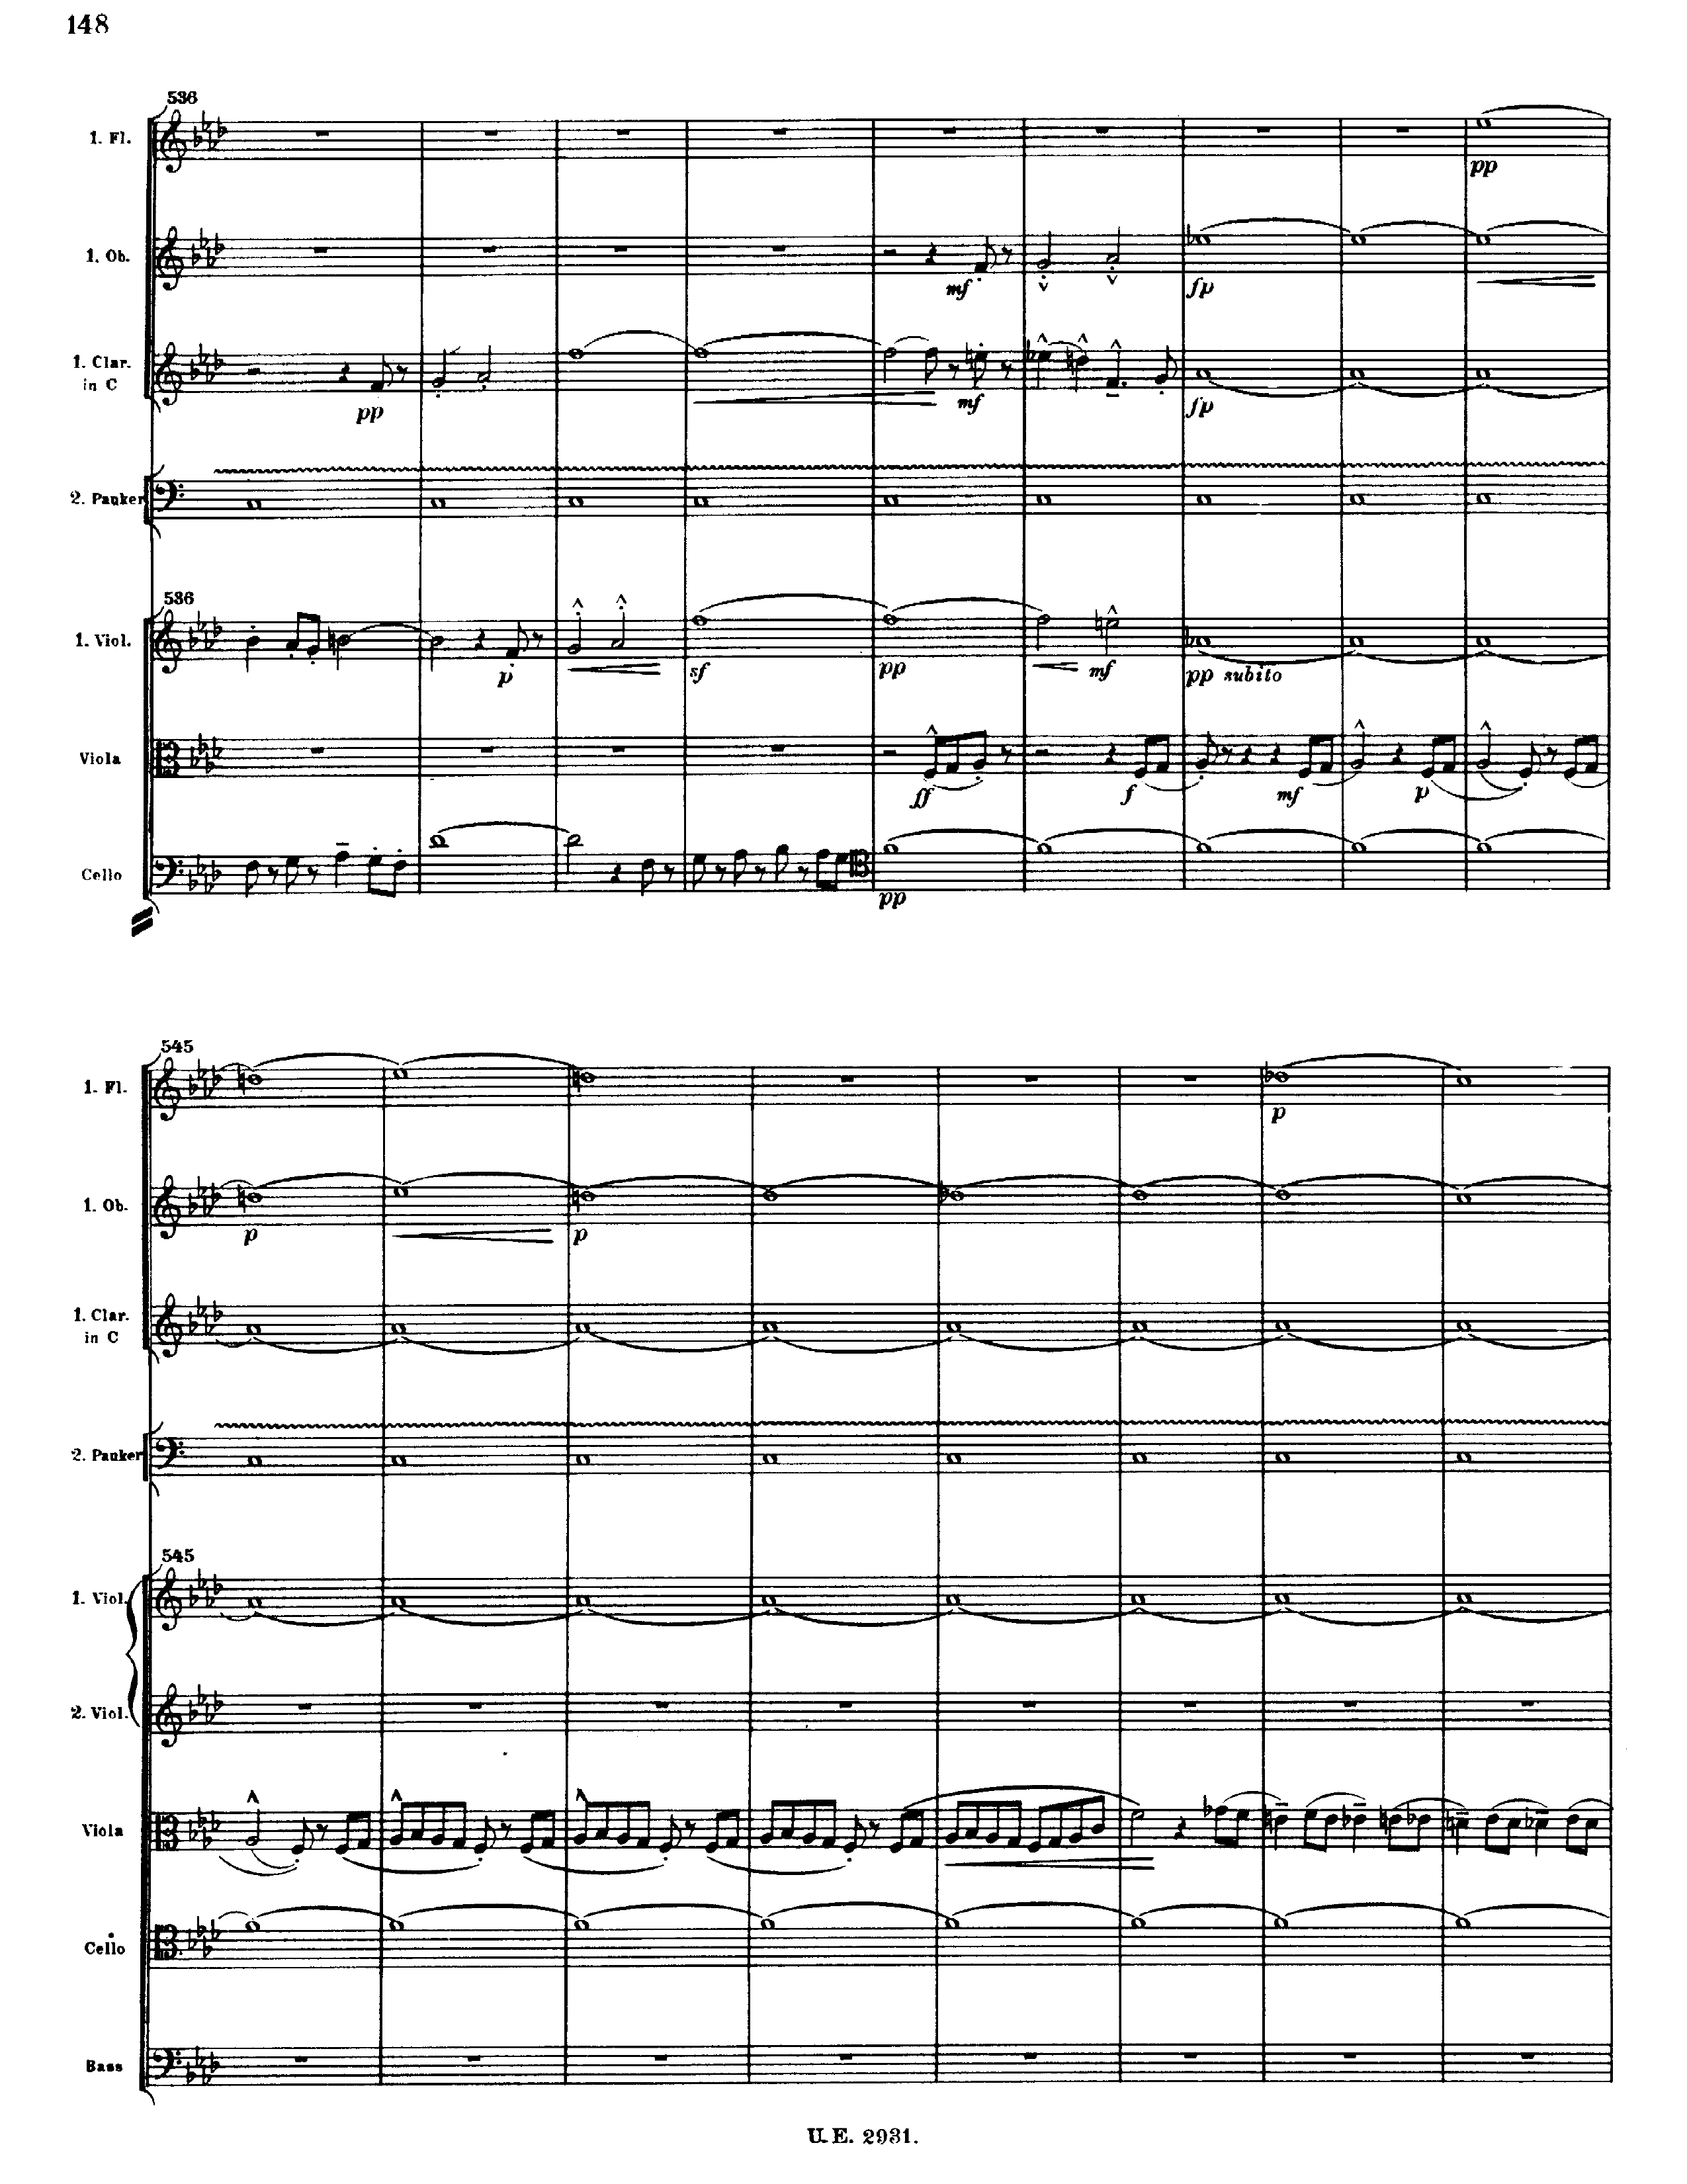 148
536
1. Fl.
pp
1. Ob.
mf
fp
1. Clar.
in C
pp
mf
fp
2. Pauker
536
1. Viol.
p
sf
pp
mf
pp subito
Viola
ff
f
mf
p
Cello
pp
545
1. Fl.
p
1. Ob.
p
p
1. Clar.
in C
2. Pauker
545
1. Viol.
2. Viol.
Viola
Cello
Bass
U.E. 2931.